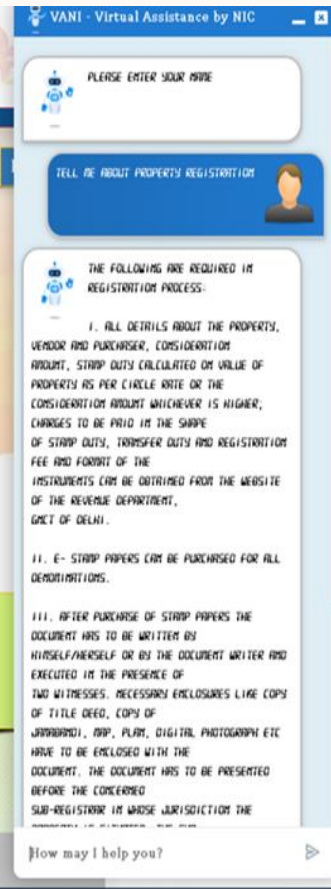 VANI - Virtual Assistance by NIC
PLEASE ENTER YOUR NAME
TELL ME ABOUT PROPERTY REGISTRATION
THE FOLLOWING ARE REQUIRED IN
REGISTRATION PROCESS:
I. ALL DETAILS ABOUT THE PROPERTY,
VENDOR AND PURCHASER, CONSIDERATION
AMOUNT, STAMP DUTY CALCULATED ON VALUE OF
PROPERTY AS PER CIRCLE RATE OR THE
CONSIDERATION AMOUNT WHICHEVER IS HIGHER,
CHARGES TO BE PAID IN THE SHAPE
OF STAMP DUTY, TRANSFER DUTY AND REGISTRATION
FEE AND FORMAT OF THE
INSTRUMENTS CAN BE OBTAINED FROM THE WEBSITE
OF THE REVENUE DEPARTMENT,
GNCT OF DELHI.
II. E- STAMP PAPERS CAN BE PURCHASED FOR ALL
DENOMINATIONS.
III. AFTER PURCHASE OF STAMP PAPERS THE
DOCUMENT HAS TO BE WRITTEN BY
HIMSELF/HERSELF OR BY THE DOCUMENT WRITER AND
EXECUTED IN THE PRESENCE OF
TWO WITNESSES. NECESSARY ENCLOSURES LIKE COPY
OF TITLE DEED, COPY OF
JAMABANDI, MAP, PLAN, DIGITAL PHOTOGRAPH ETC
HAVE TO BE ENCLOSED WITH THE
DOCUMENT. THE DOCUMENT HAS TO BE PRESENTED
BEFORE THE CONCERNED
SUB-REGISTRAR IN WHOSE JURISDICTION THE
How may I help you?